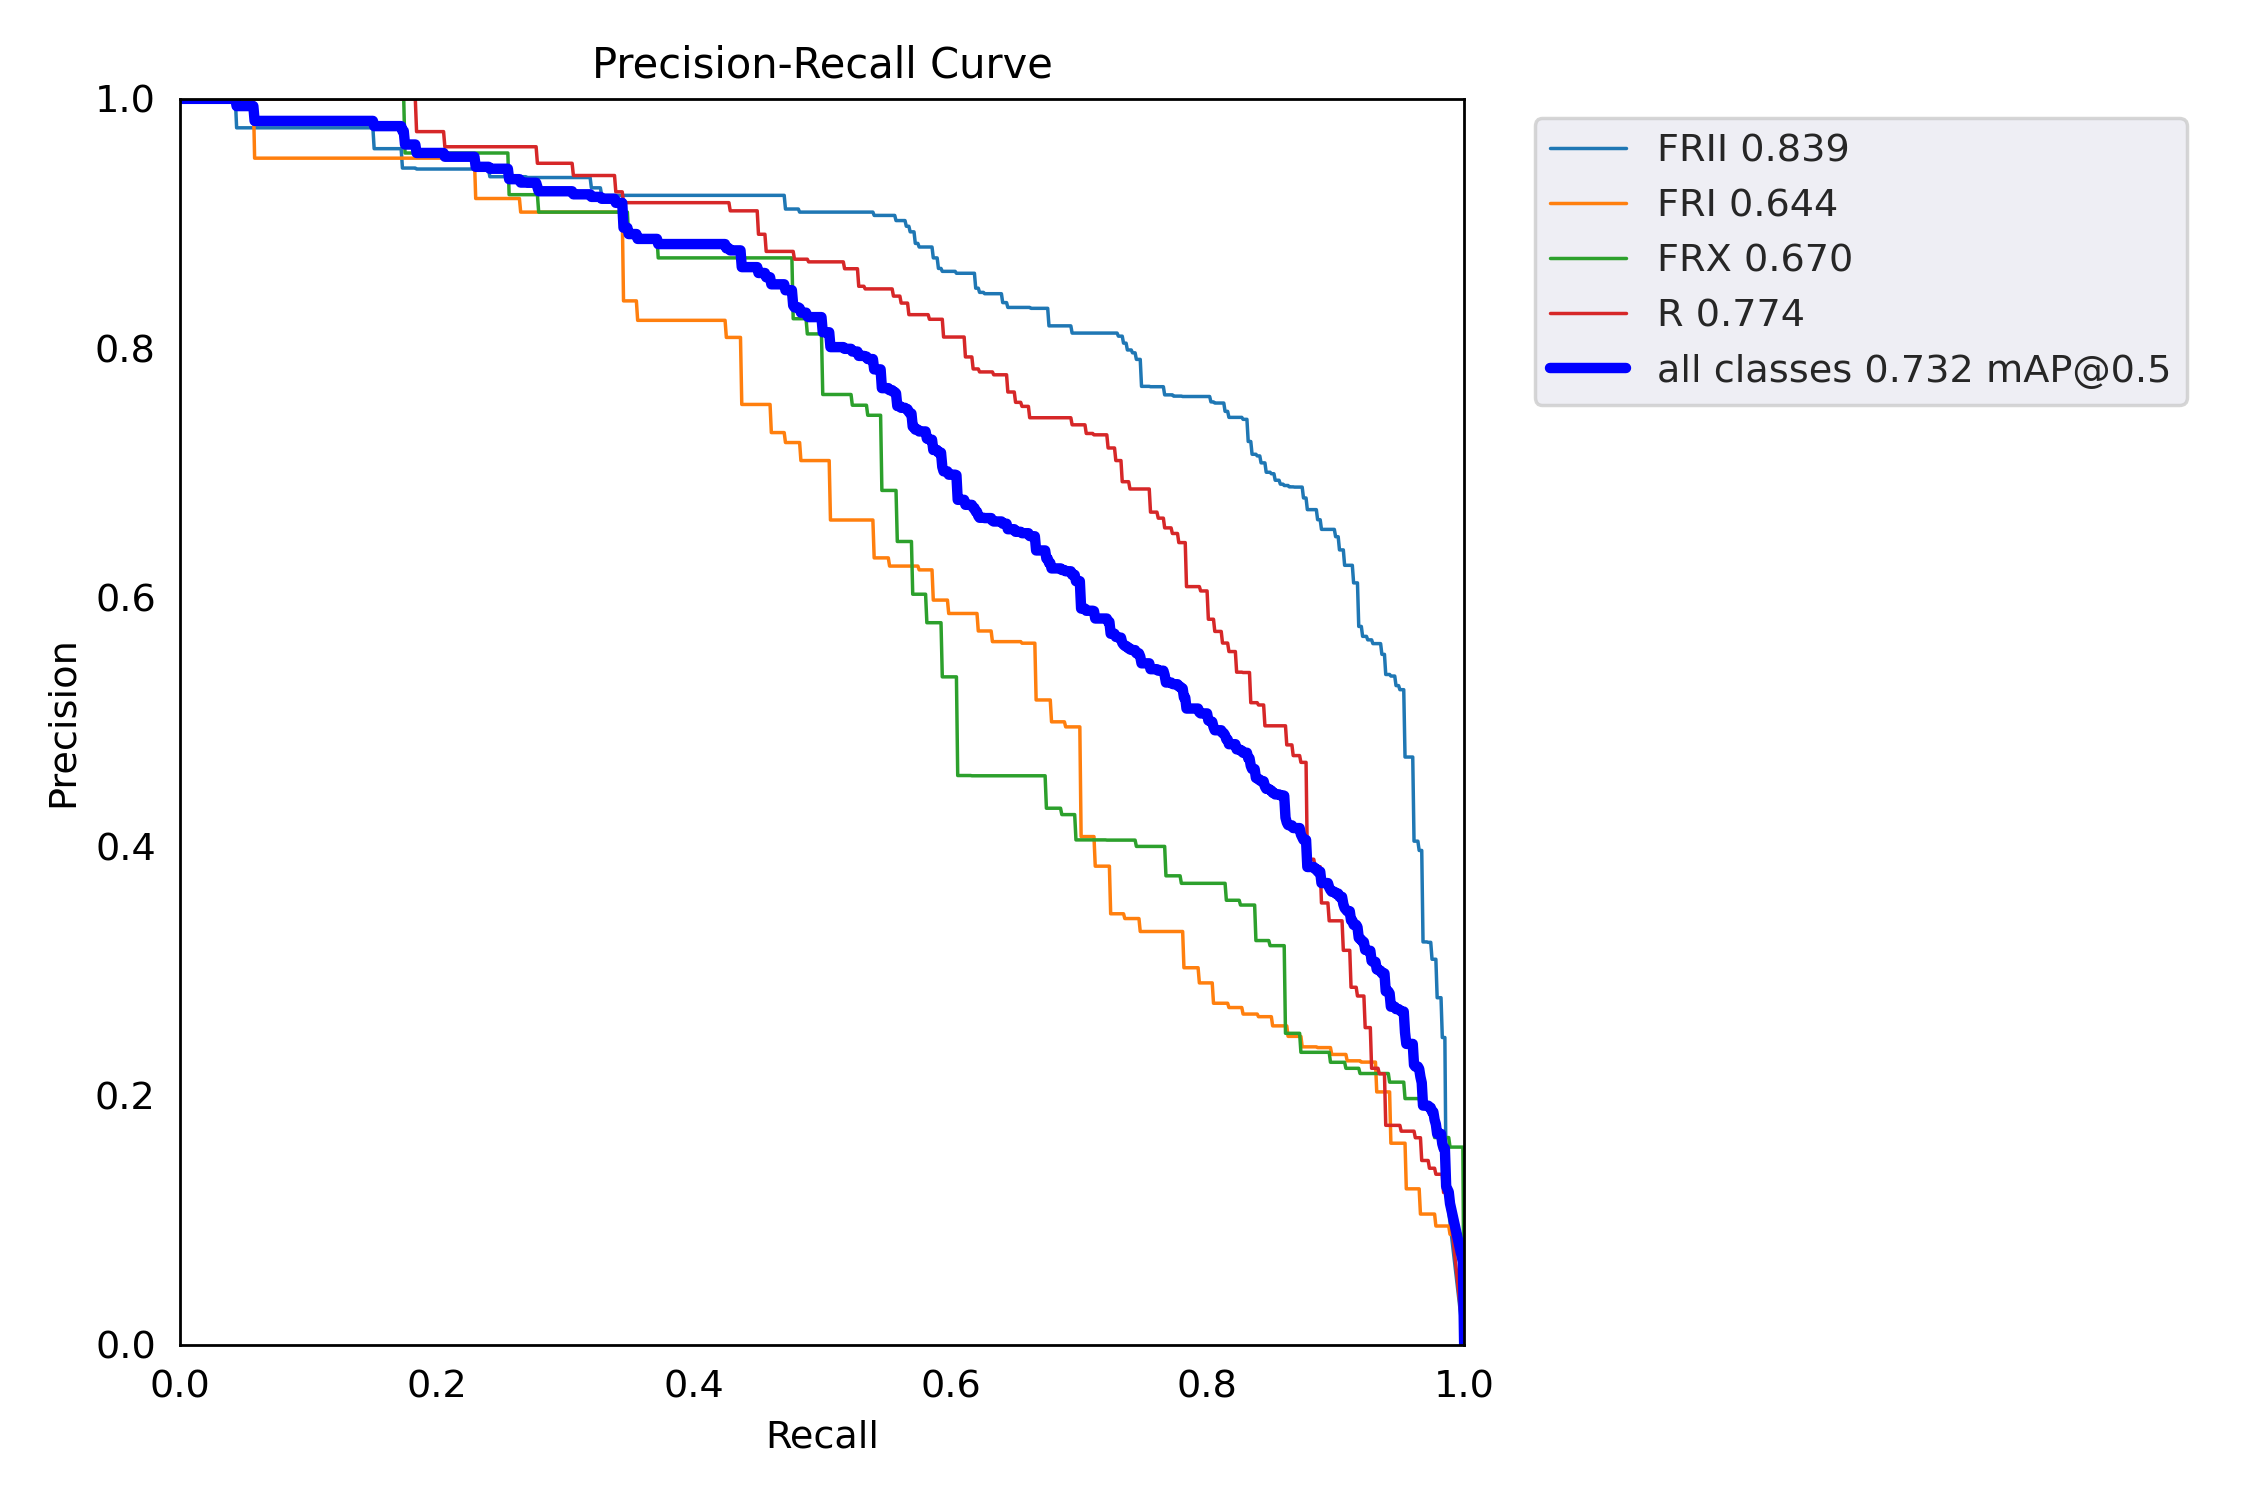 Precision-Recall Curve
1.0
0.8
0.6
0.4
0.2
0.0
Precision
0.0 0.2 0.4 0.6 0.8 1.0
Recall
FRII 0.839
FRI 0.644
FRX 0.670
R 0.774
all classes 0.732 mAP@0.5